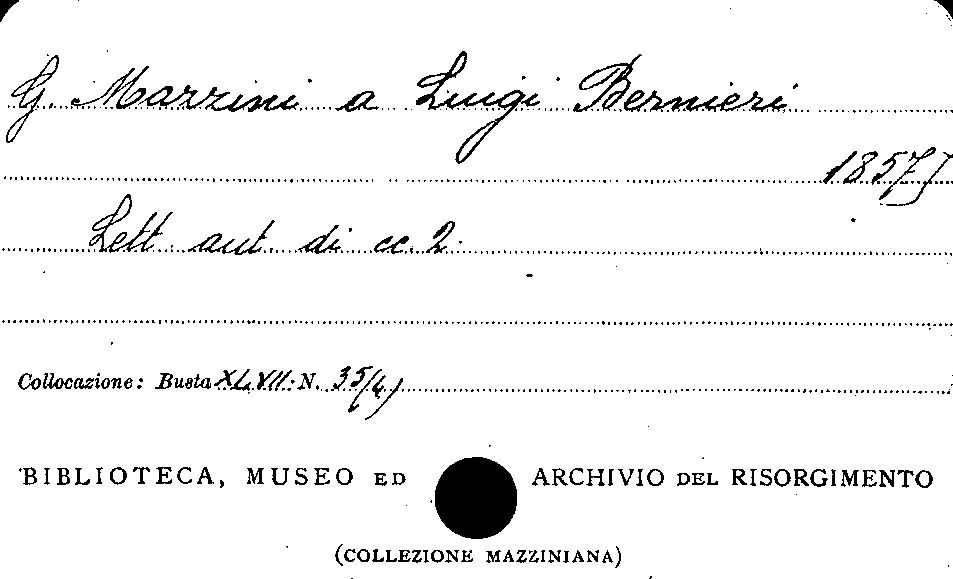 G. Mazzini a Luigi Bernieri
1857]
Lett. aut. di cc. 2.
Collocazione: Busta XLVII: N. 35/4)
BIBLIOTECA, MUSEO ED ARCHIVIO DEL RISORGIMENTO
(COLLEZIONE MAZZINIANA)